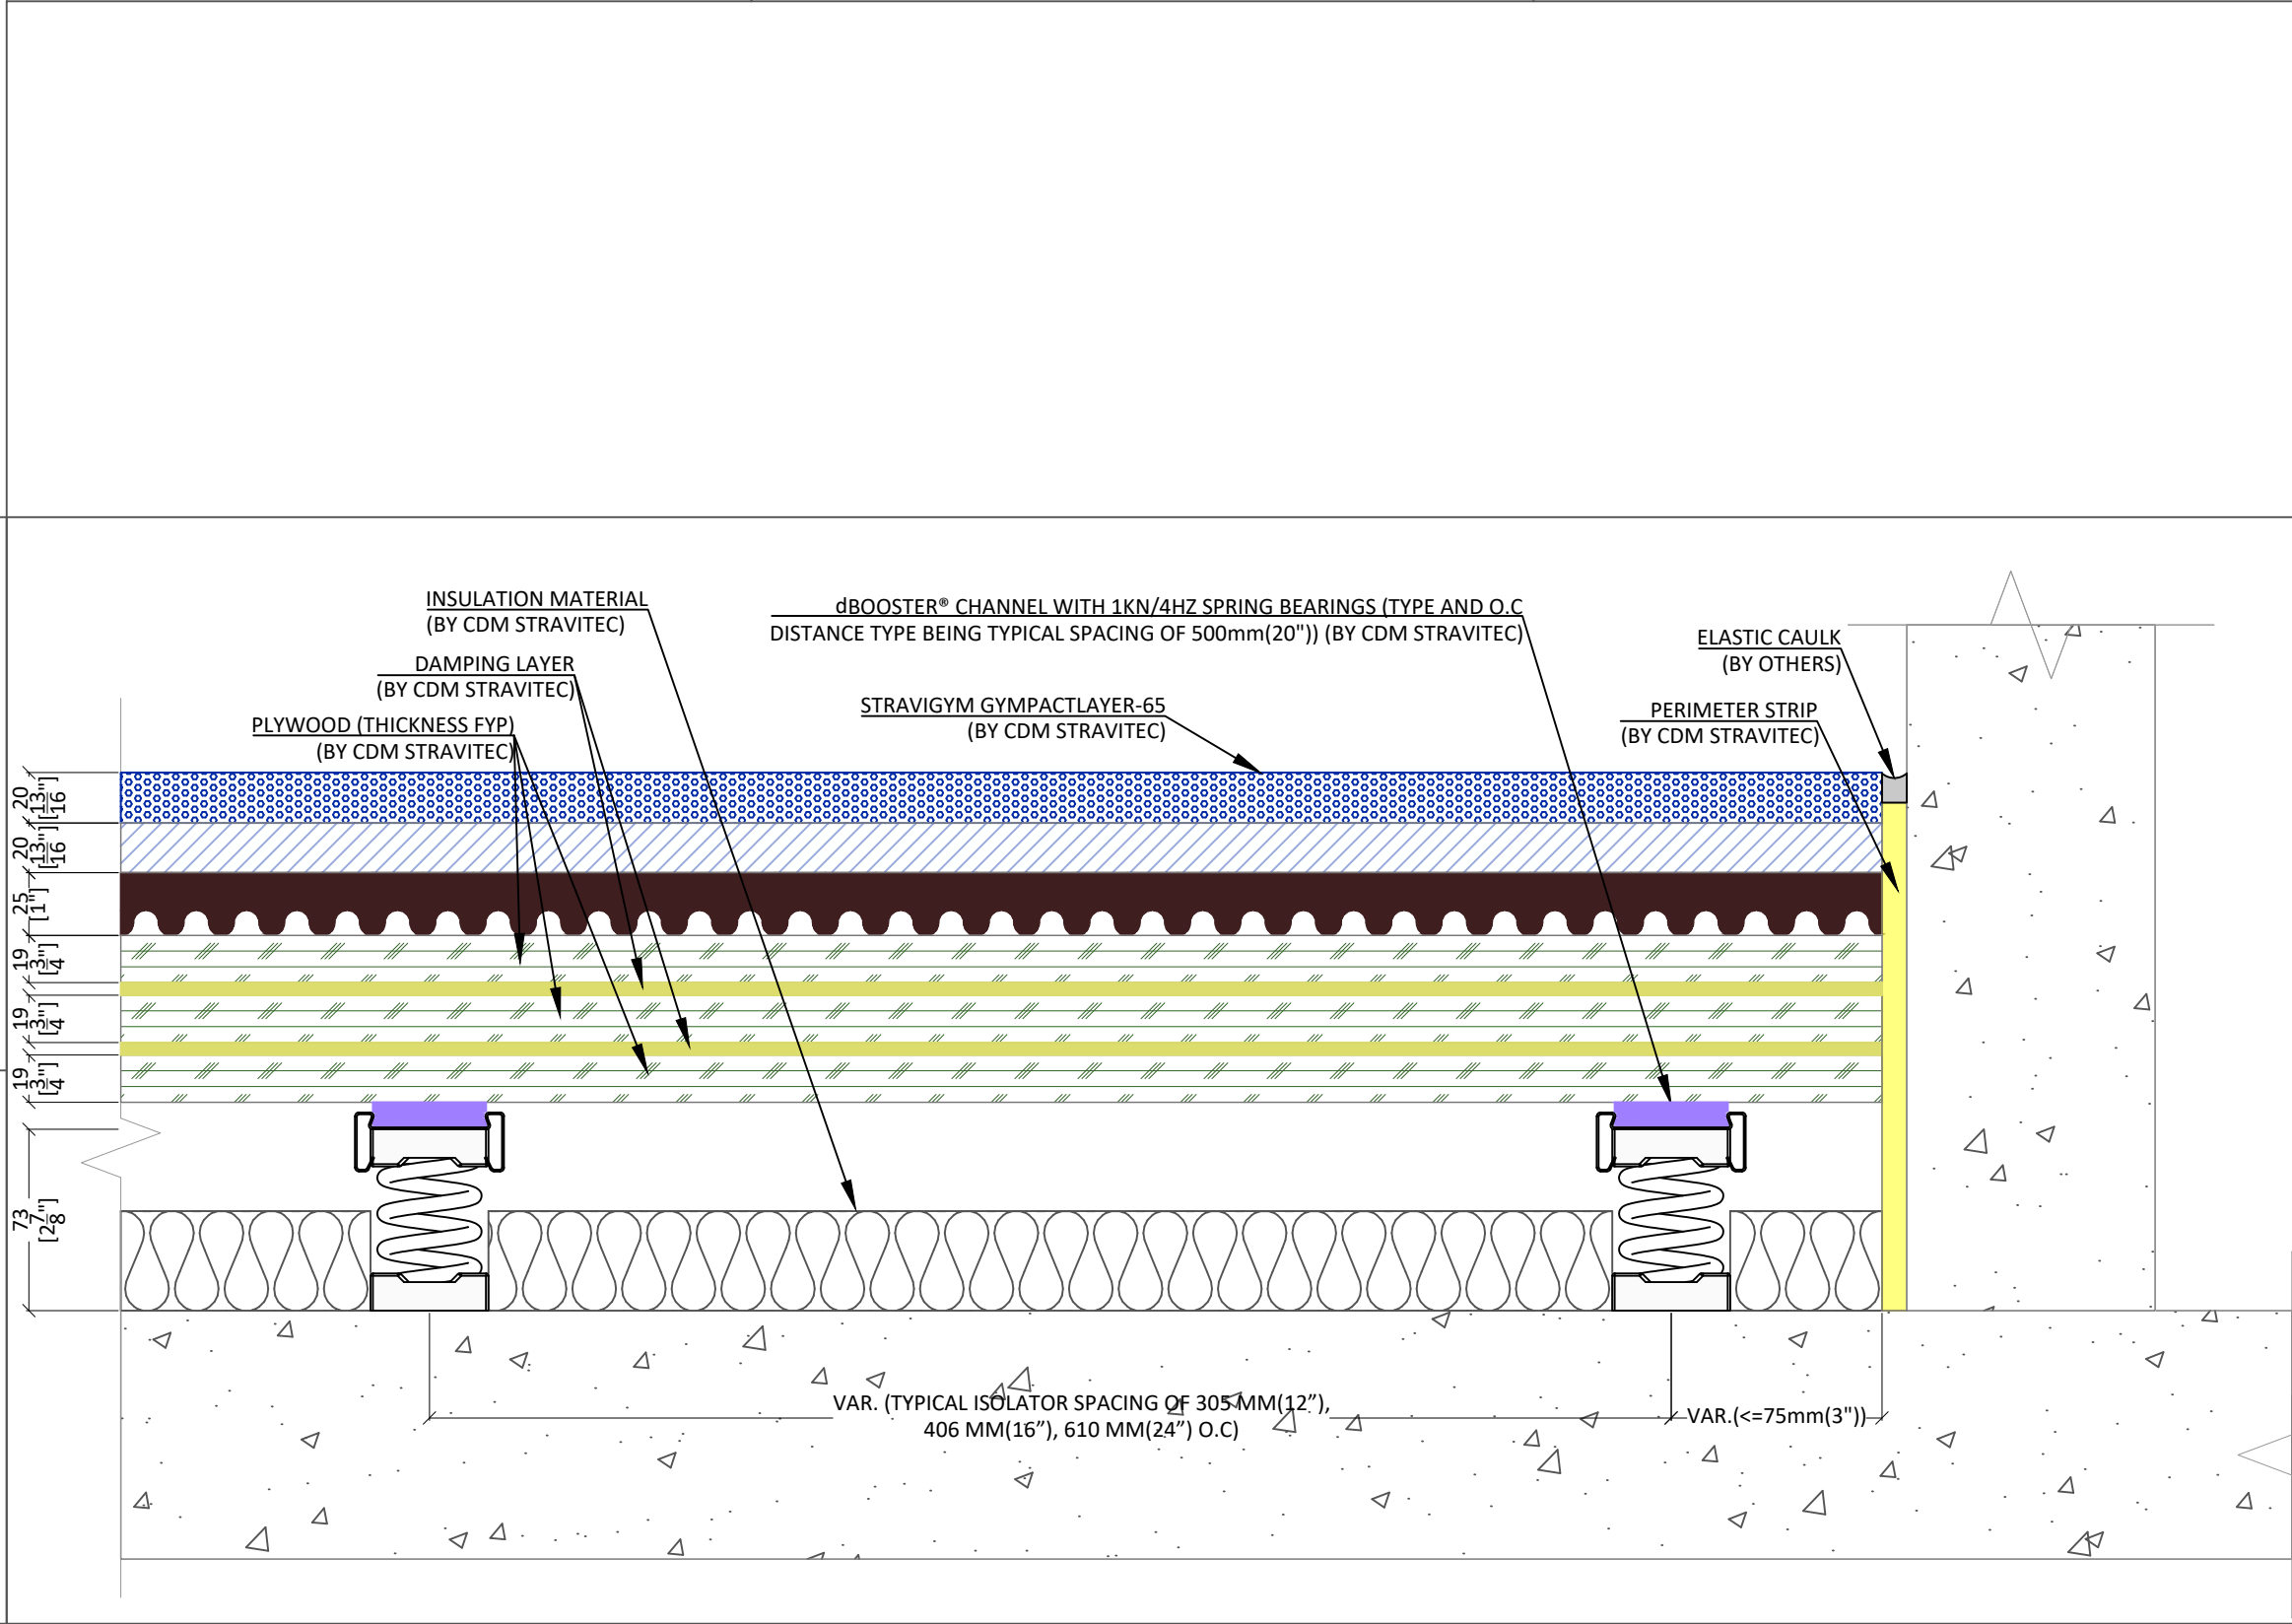 INSULATION MATERIAL
(BY CDM STRAVITEC)
dBOOSTER® CHANNEL WITH 1KN/4HZ SPRING BEARINGS (TYPE AND O.C
DISTANCE TYPE BEING TYPICAL SPACING OF 500mm(20")) (BY CDM STRAVITEC)
ELASTIC CAULK
(BY OTHERS)
DAMPING LAYER
(BY CDM STRAVITEC)
STRAVIGYM GYMPACTLAYER-65
(BY CDM STRAVITEC)
PERIMETER STRIP
(BY CDM STRAVITEC)
PLYWOOD (THICKNESS FYP)
(BY CDM STRAVITEC)
20
[13/16"]
20
[13/16"]
25
[1"]
19
[3/4"]
19
[3/4"]
19
[3/4"]
73
[2 7/8"]
VAR. (TYPICAL ISOLATOR SPACING OF 305 MM(12”),
406 MM(16”), 610 MM(24”) O.C)
VAR.(<=75mm(3"))